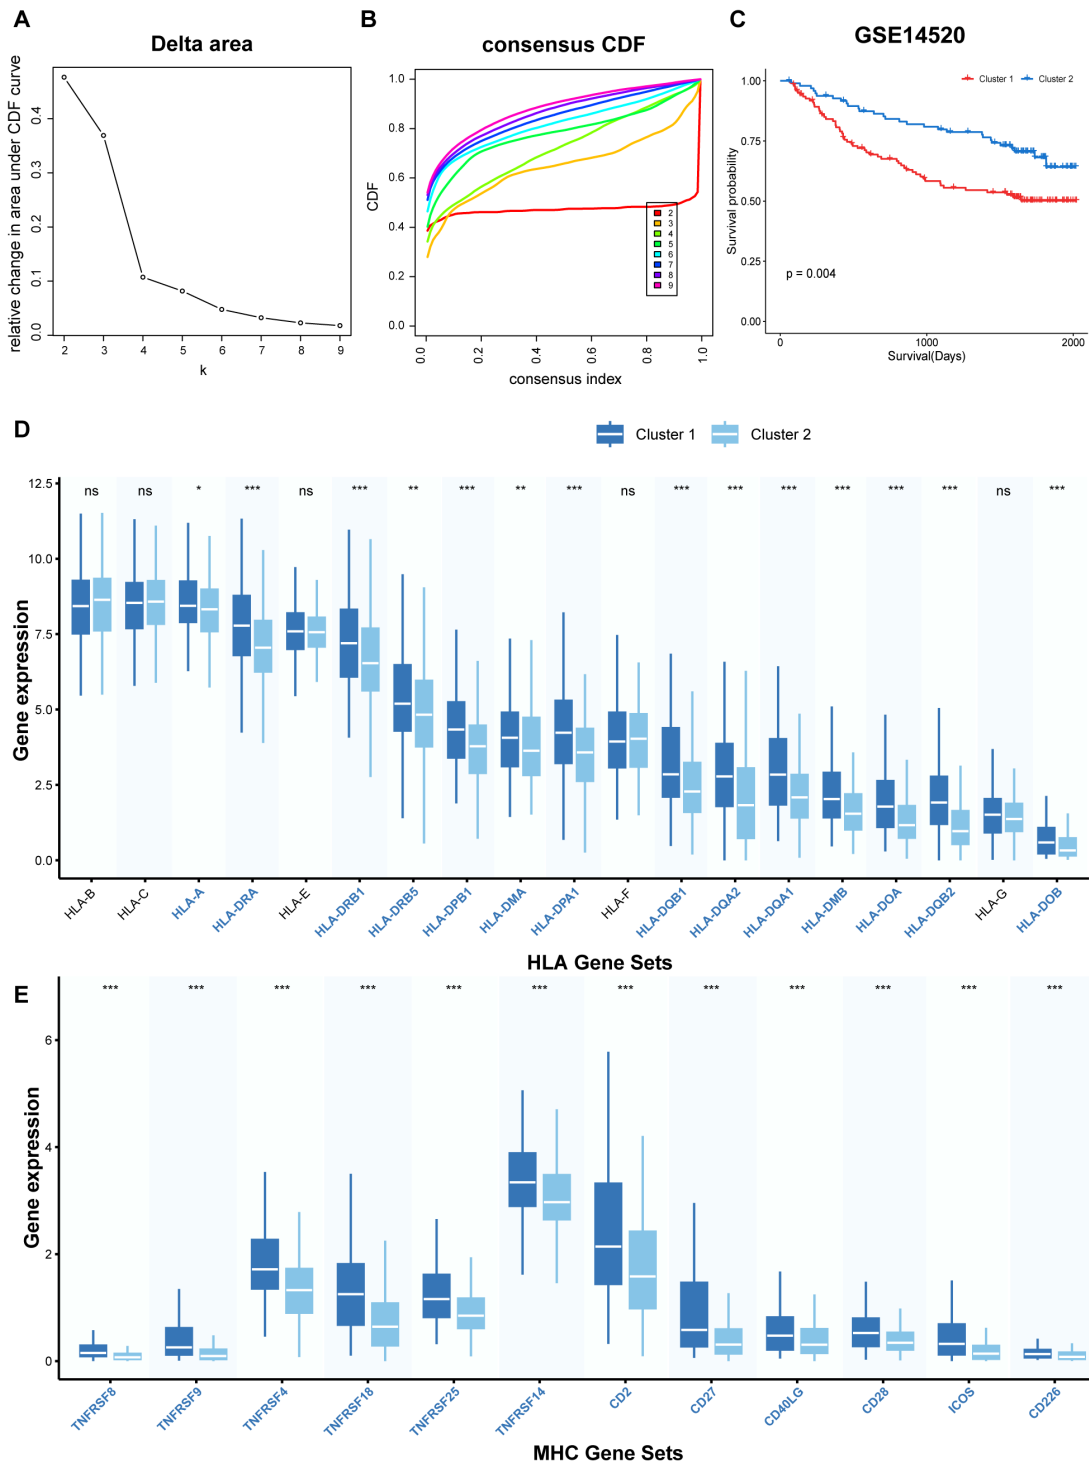 A
Delta area
relative change in area under CDF curve
0.4
0.3
0.2
0.1
0.0
2 3 4 5 6 7 8 9
k
B
consensus CDF
CDF
1.0
0.8
0.6
0.4
0.2
0.0
2
3
4
5
6
7
8
9
0.0 0.2 0.4 0.6 0.8 1.0
consensus index
C
GSE14520
Cluster 1 Cluster 2
Survival probability
1.00
0.75
0.50
0.25
0.00
p = 0.004
0 1000 2000
Survival(Days)
D
Cluster 1 Cluster 2
Gene expression
12.5
10.0
7.5
5.0
2.5
0.0
ns ns * *** ns *** ** *** ** *** ns *** *** *** *** *** *** ns ***
HLA-B HLA-C HLA-A HLA-DRA HLA-E HLA-DRB1 HLA-DRB5 HLA-DPB1 HLA-DMA HLA-DPA1 HLA-F HLA-DQB1 HLA-DQA2 HLA-DQA1 HLA-DMB HLA-DOA HLA-DQB2 HLA-G HLA-DOB
HLA Gene Sets
E
Gene expression
6
4
2
0
*** *** *** *** *** *** *** *** *** *** *** ***
TNFRSF8 TNFRSF9 TNFRSF4 TNFRSF18 TNFRSF25 TNFRSF14 CD2 CD27 CD40LG CD28 ICOS CD226
MHC Gene Sets